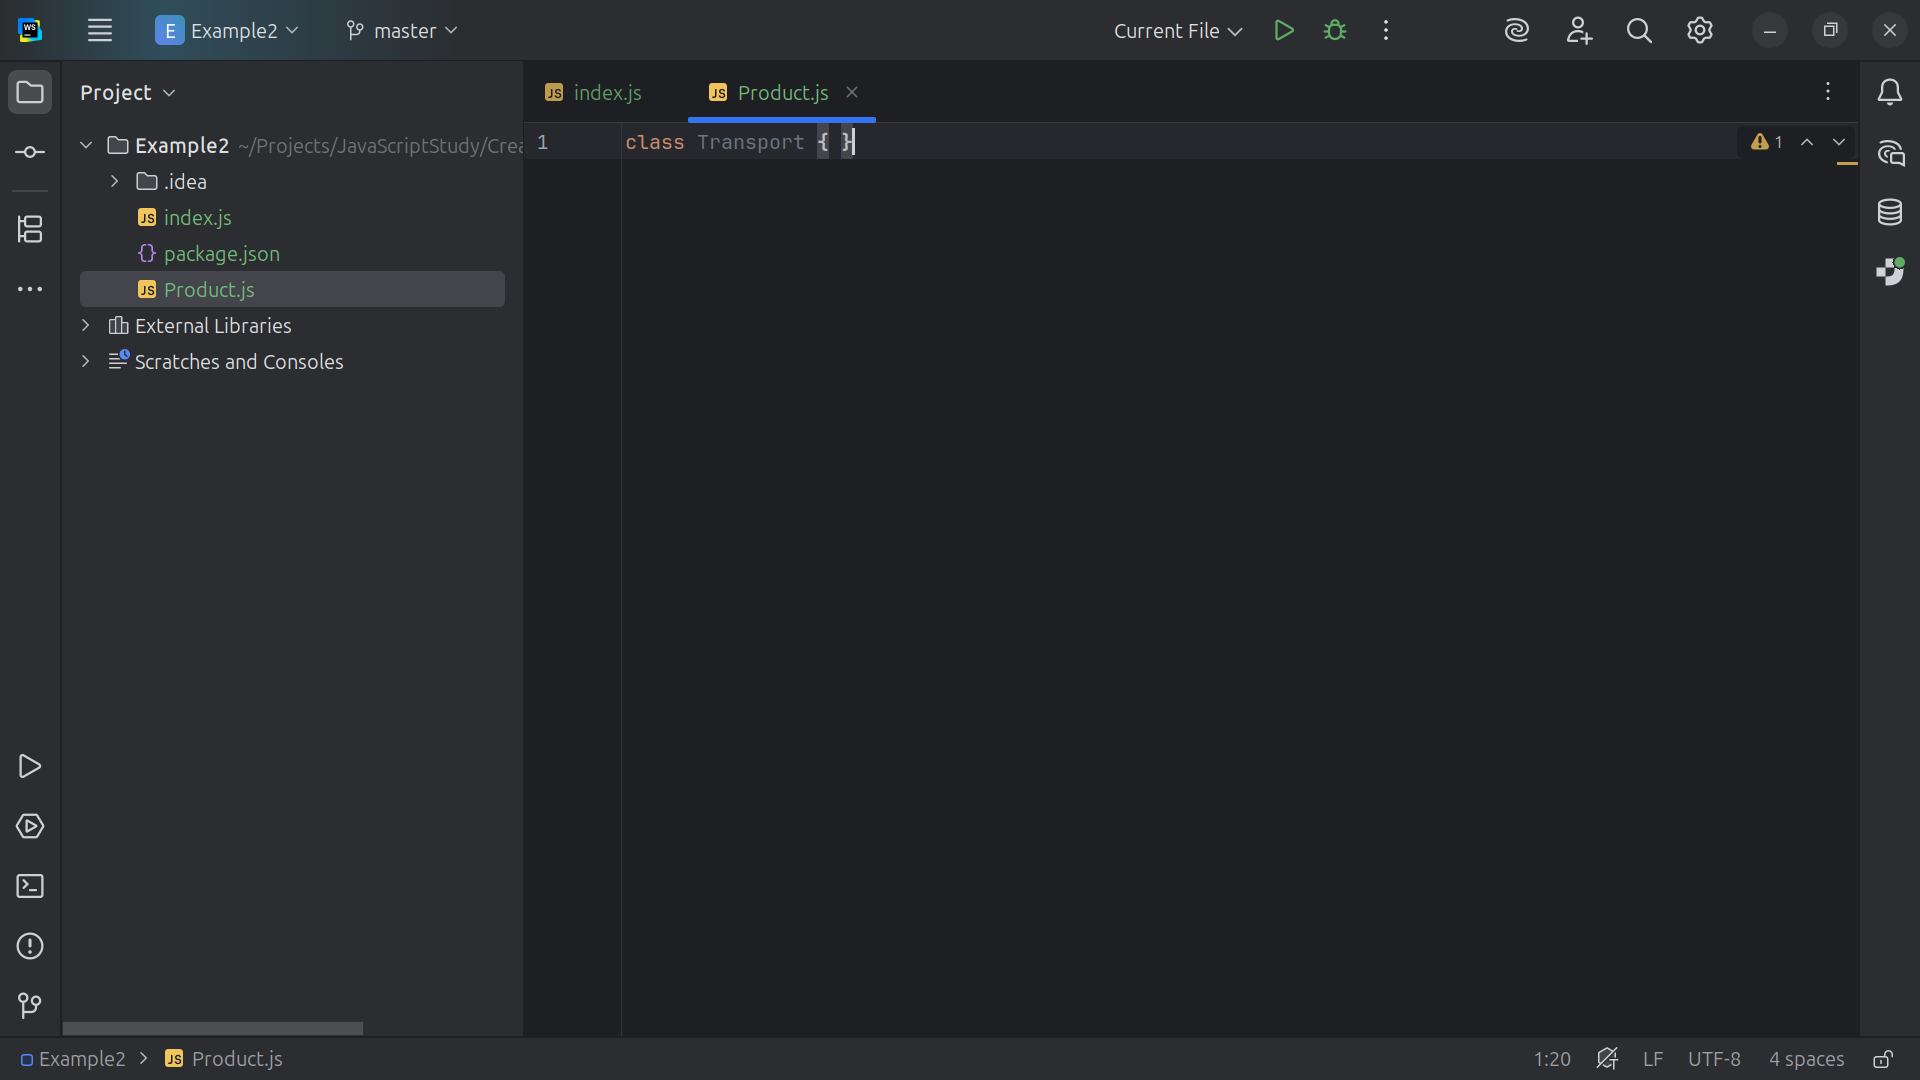 E Example2
master
Current File
Project
index.js
Product.js
Example2 ~/Projects/JavaScriptStudy/Crea
.idea
index.js
package.json
Product.js
External Libraries
Scratches and Consoles
1 class Transport { }
1
Example2 > Product.js
1:20
LF
UTF-8
4 spaces